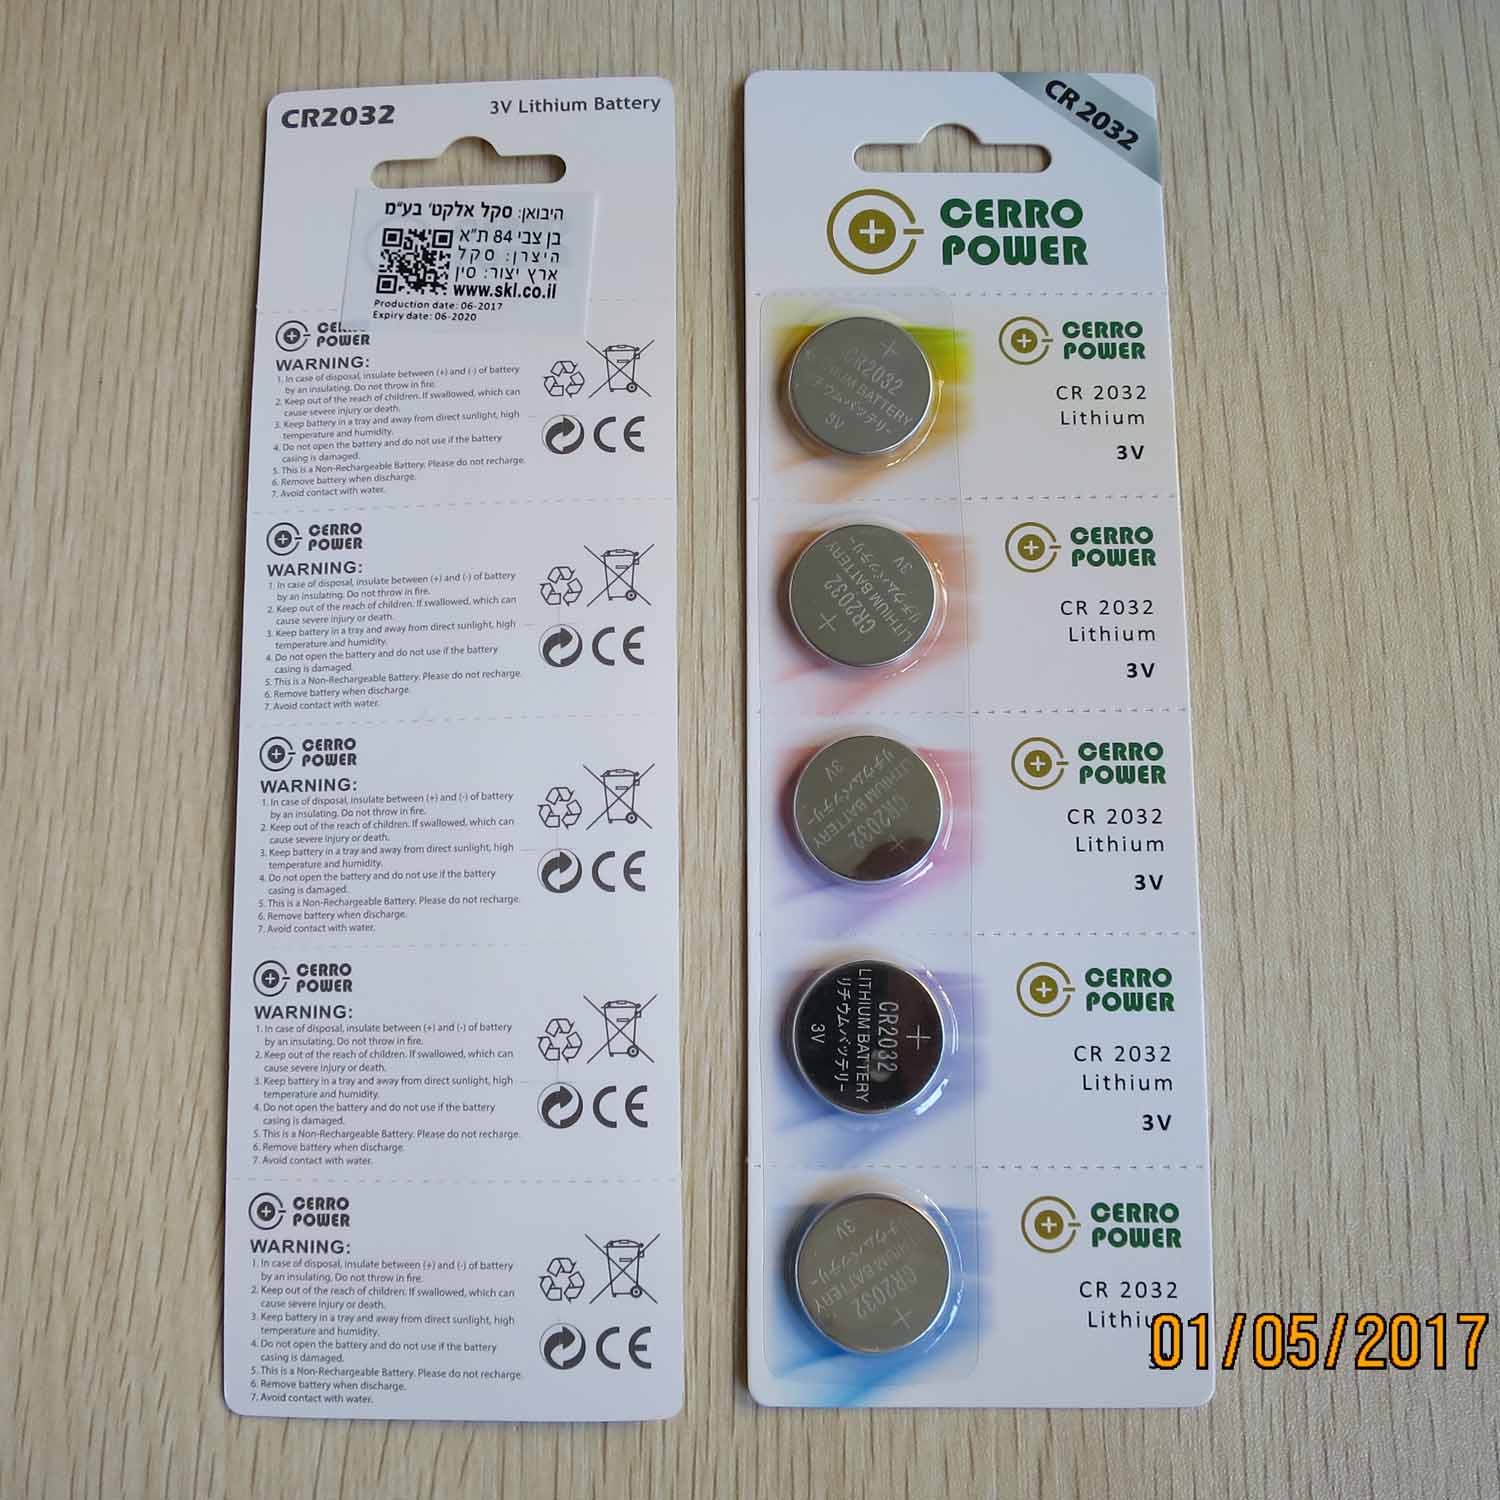 CR2032
3V Lithium Battery
היבואן: סקל אלקט' בע"מ
בן צבי 84 ת"א
היצרן: סקל
ארץ יצור: סין
www.skl.co.il
Production date: 06-2017
Expiry date: 06-2020
POWER
WARNING:
1. In case of disposal, insulate between (+) and (-) of battery
by an insulating. Do not throw in fire.
2. Keep out of the reach of children. If swallowed, which can
cause severe injury or death.
3. Keep battery in a tray and away from direct sunlight, high
temperature and humidity.
4. Do not open the battery and do not use if the battery
casing is damaged.
5. This is a Non-Rechargeable Battery. Please do not recharge.
6. Remove battery when discharge.
7. Avoid contact with water.
CE
CERRO
POWER
WARNING:
1. In case of disposal, insulate between (+) and (-) of battery
by an insulating. Do not throw in fire.
2. Keep out of the reach of children. If swallowed, which can
cause severe injury or death.
3. Keep battery in a tray and away from direct sunlight, high
temperature and humidity.
4. Do not open the battery and do not use if the battery
casing is damaged.
5. This is a Non-Rechargeable Battery. Please do not recharge.
6. Remove battery when discharge.
7. Avoid contact with water.
CE
CERRO
POWER
WARNING:
1. In case of disposal, insulate between (+) and (-) of battery
by an insulating. Do not throw in fire.
2. Keep out of the reach of children. If swallowed, which can
cause severe injury or death.
3. Keep battery in a tray and away from direct sunlight, high
temperature and humidity.
4. Do not open the battery and do not use if the battery
casing is damaged.
5. This is a Non-Rechargeable Battery. Please do not recharge.
6. Remove battery when discharge.
7. Avoid contact with water.
CE
CERRO
POWER
WARNING:
1. In case of disposal, insulate between (+) and (-) of battery
by an insulating. Do not throw in fire.
2. Keep out of the reach of children. If swallowed, which can
cause severe injury or death.
3. Keep battery in a tray and away from direct sunlight, high
temperature and humidity.
4. Do not open the battery and do not use if the battery
casing is damaged.
5. This is a Non-Rechargeable Battery. Please do not recharge.
6. Remove battery when discharge.
7. Avoid contact with water.
CE
CERRO
POWER
WARNING:
1. In case of disposal, insulate between (+) and (-) of battery
by an insulating. Do not throw in fire.
2. Keep out of the reach of children. If swallowed, which can
cause severe injury or death.
3. Keep battery in a tray and away from direct sunlight, high
temperature and humidity.
4. Do not open the battery and do not use if the battery
casing is damaged.
5. This is a Non-Rechargeable Battery. Please do not recharge.
6. Remove battery when discharge.
7. Avoid contact with water.
CE
CR 2032
CERRO
POWER
+
CR2032
BATTERY
3V
CERRO
POWER
CR 2032
Lithium
3V
+
CR2032
LITHIUM BATTERY
リチウムバッテリー
3V
CERRO
POWER
CR 2032
Lithium
3V
+
CR2032
LITHIUM BATTERY
リチウムバッテリー
3V
CERRO
POWER
CR 2032
Lithium
3V
+
CR2032
LITHIUM BATTERY
リチウムバッテリー
3V
CERRO
POWER
CR 2032
Lithium
3V
+
CR2032
BATTERY
3V
CERRO
POWER
CR 2032
01/05/2017